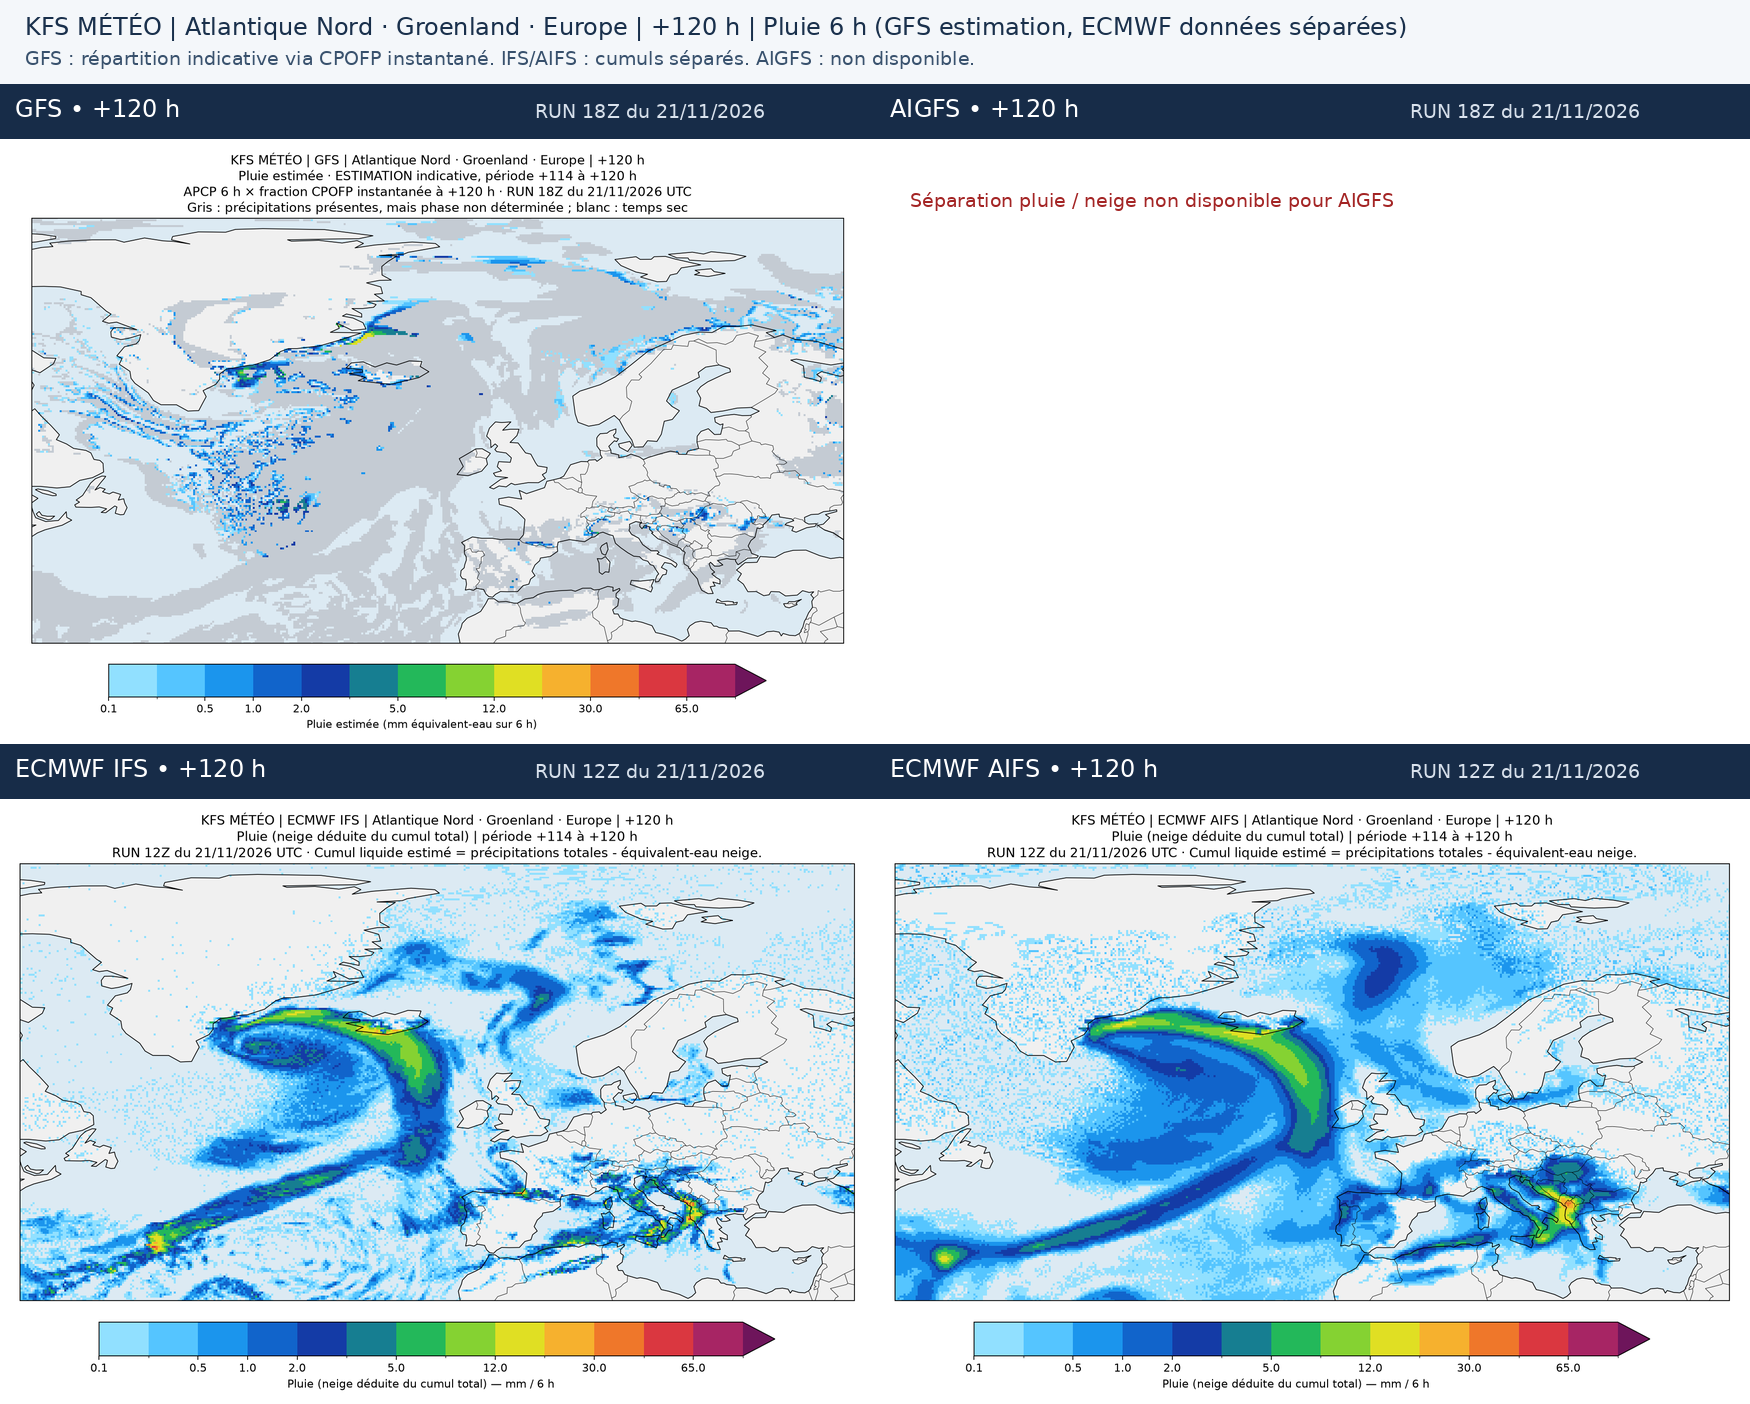 KFS MÉTÉO | Atlantique Nord · Groenland · Europe | +120 h | Pluie 6 h (GFS estimation, ECMWF données séparées)
GFS : répartition indicative via CPOFP instantané. IFS/AIFS : cumuls séparés. AIGFS : non disponible.
GFS • +120 h
RUN 18Z du 21/11/2026
KFS MÉTÉO | GFS | Atlantique Nord · Groenland · Europe | +120 h
Pluie estimée · ESTIMATION indicative, période +114 à +120 h
APCP 6 h × fraction CPOFP instantanée à +120 h · RUN 18Z du 21/11/2026 UTC
Gris : précipitations présentes, mais phase non déterminée ; blanc : temps sec
0.1 0.5 1.0 2.0 5.0 12.0 30.0 65.0
Pluie estimée (mm équivalent-eau sur 6 h)
AIGFS • +120 h
RUN 18Z du 21/11/2026
Séparation pluie / neige non disponible pour AIGFS
ECMWF IFS • +120 h
RUN 12Z du 21/11/2026
KFS MÉTÉO | ECMWF IFS | Atlantique Nord · Groenland · Europe | +120 h
Pluie (neige déduite du cumul total) | période +114 à +120 h
RUN 12Z du 21/11/2026 UTC · Cumul liquide estimé = précipitations totales - équivalent-eau neige.
0.1 0.5 1.0 2.0 5.0 12.0 30.0 65.0
Pluie (neige déduite du cumul total) — mm / 6 h
ECMWF AIFS • +120 h
RUN 12Z du 21/11/2026
KFS MÉTÉO | ECMWF AIFS | Atlantique Nord · Groenland · Europe | +120 h
Pluie (neige déduite du cumul total) | période +114 à +120 h
RUN 12Z du 21/11/2026 UTC · Cumul liquide estimé = précipitations totales - équivalent-eau neige.
0.1 0.5 1.0 2.0 5.0 12.0 30.0 65.0
Pluie (neige déduite du cumul total) — mm / 6 h